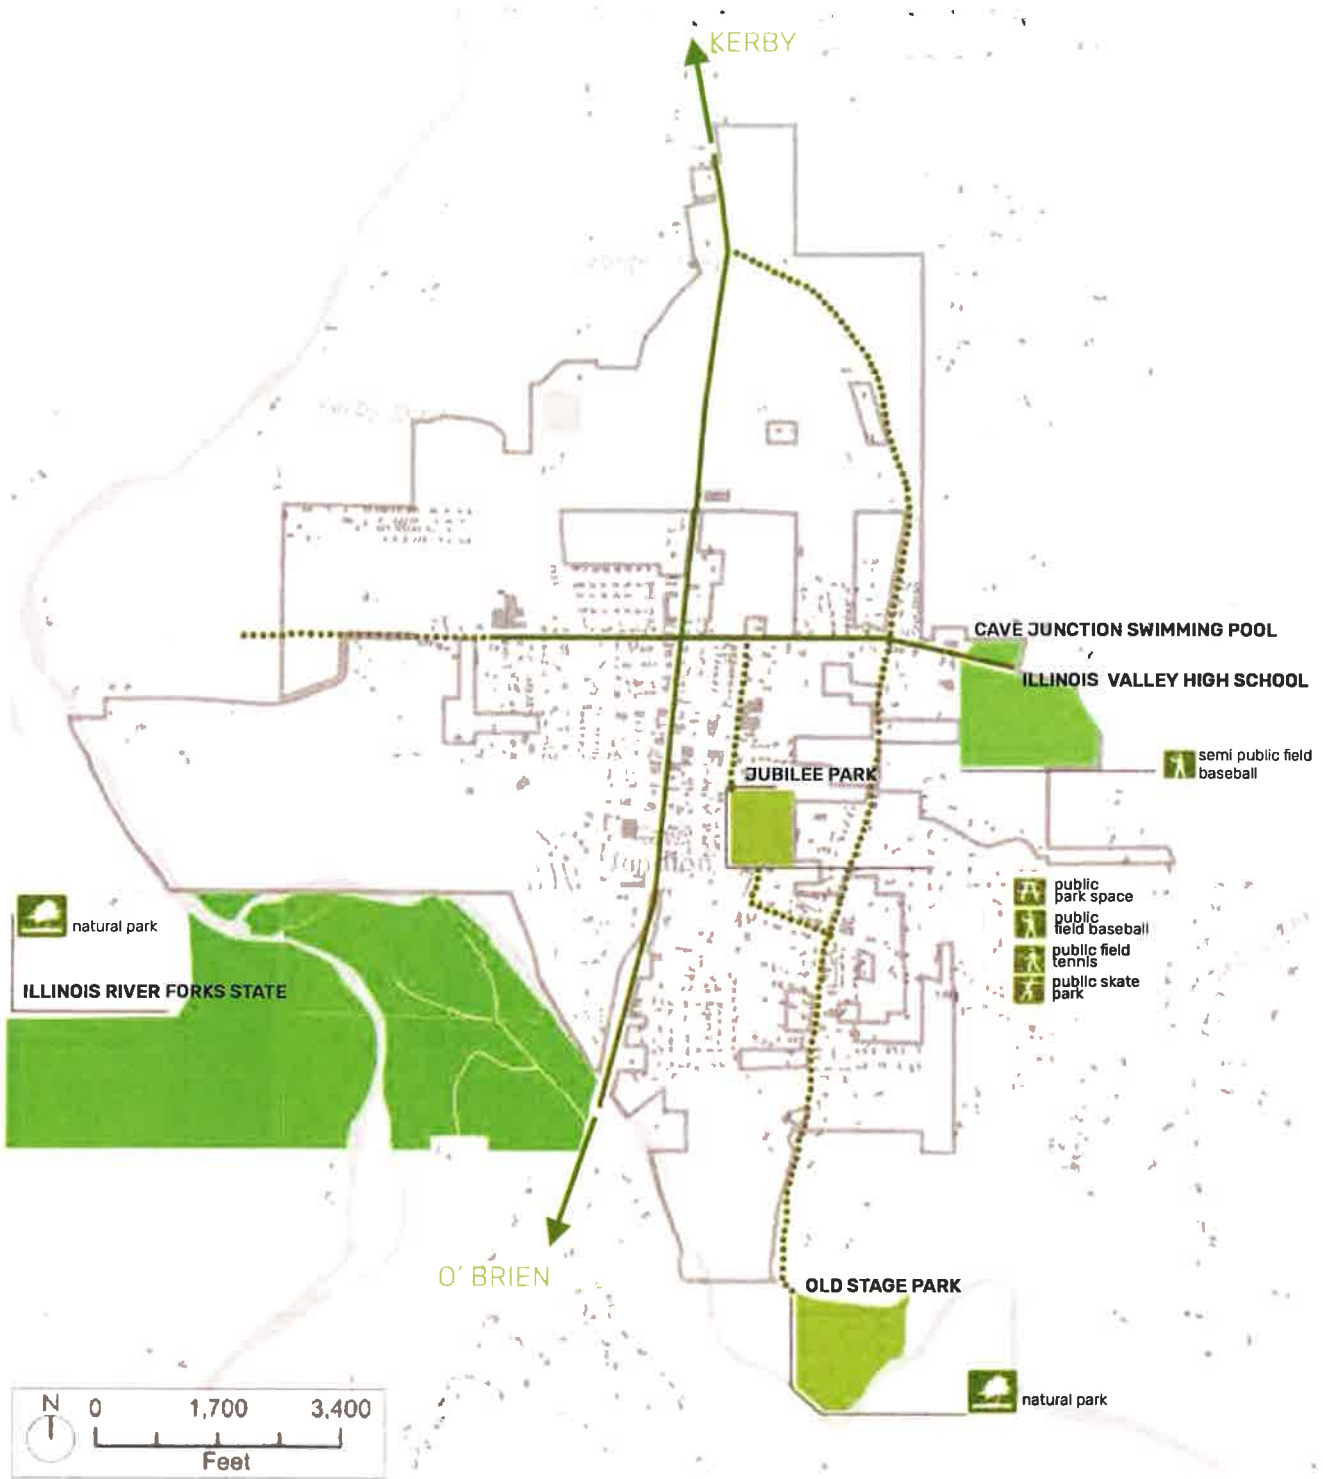 KERBY
CAVE JUNCTION SWIMMING POOL
ILLINOIS VALLEY HIGH SCHOOL
semi public field
baseball
JUBILEE PARK
public
park space
public
field baseball
public field
tennis
public skate
park
natural park
ILLINOIS RIVER FORKS STATE
O' BRIEN
OLD STAGE PARK
natural park
N
0 1,700 3,400
Feet